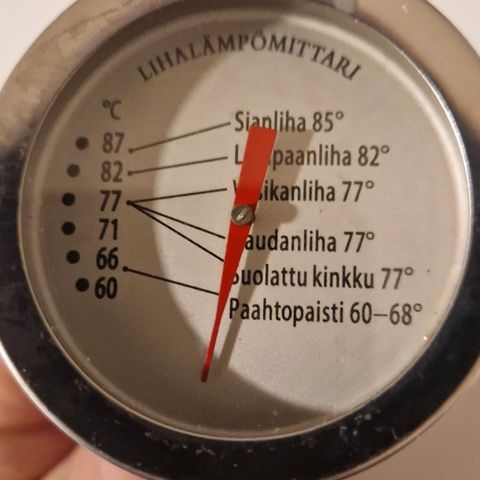 LIHALÄMPÖMITTARI
°C
87
82
77
71
66
60
Sianliha 85°
82°
77°
77°
Suolattu kinkku 77°
Paahtopaisti 60–68°